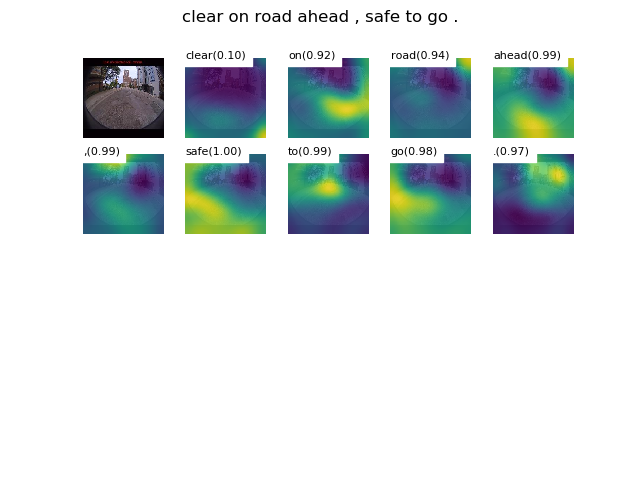 clear on road ahead , safe to go .
clear(0.10) on(0.92) road(0.94) ahead(0.99)
,(0.99) safe(1.00) to(0.99) go(0.98) .(0.97)